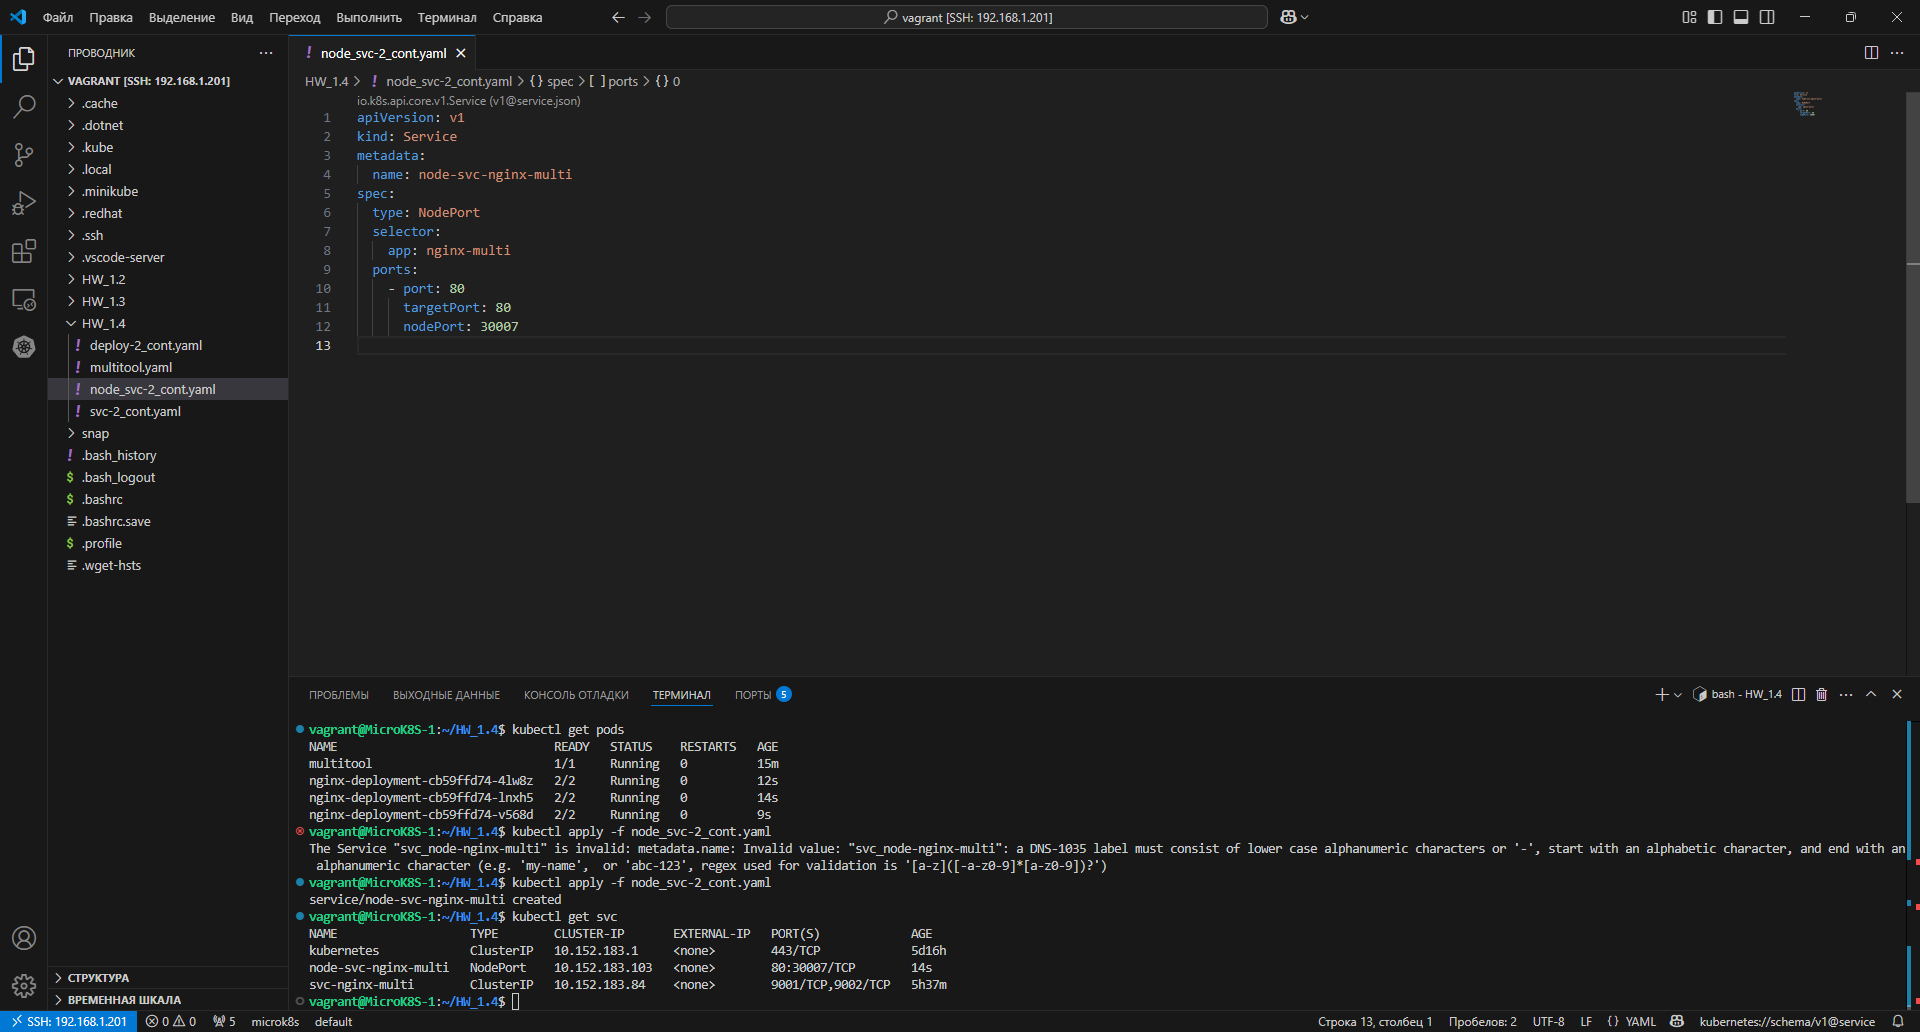 Файл Правка Выделение Вид Переход Выполнить Терминал Справка
vagrant [SSH: 192.168.1.201]
ПРОВОДНИК
VAGRANT [SSH: 192.168.1.201]
.cache
.dotnet
.kube
.local
.minikube
.redhat
.ssh
.vscode-server
HW_1.2
HW_1.3
HW_1.4
! deploy-2_cont.yaml
! multitool.yaml
! node_svc-2_cont.yaml
! svc-2_cont.yaml
snap
! .bash_history
$ .bash_logout
$ .bashrc
.bashrc.save
$ .profile
.wget-hsts
СТРУКТУРА
ВРЕМЕННАЯ ШКАЛА
! node_svc-2_cont.yaml
HW_1.4 > ! node_svc-2_cont.yaml > {} spec > [ ] ports > {} 0
io.k8s.api.core.v1.Service (v1@service.json)
1 apiVersion: v1
2 kind: Service
3 metadata:
4 name: node-svc-nginx-multi
5 spec:
6 type: NodePort
7 selector:
8 app: nginx-multi
9 ports:
10 - port: 80
11 targetPort: 80
12 nodePort: 30007
13
ПРОБЛЕМЫ ВЫХОДНЫЕ ДАННЫЕ КОНСОЛЬ ОТЛАДКИ ТЕРМИНАЛ ПОРТЫ 5
bash - HW_1.4
vagrant@MicroK8S-1:~/HW_1.4$ kubectl get pods
NAME READY STATUS RESTARTS AGE
multitool 1/1 Running 0 15m
nginx-deployment-cb59ffd74-4lw8z 2/2 Running 0 12s
nginx-deployment-cb59ffd74-lnxh5 2/2 Running 0 14s
nginx-deployment-cb59ffd74-v568d 2/2 Running 0 9s
vagrant@MicroK8S-1:~/HW_1.4$ kubectl apply -f node_svc-2_cont.yaml
The Service "svc_node-nginx-multi" is invalid: metadata.name: Invalid value: "svc_node-nginx-multi": a DNS-1035 label must consist of lower case alphanumeric characters or '-', start with an alphabetic character, and end with an
alphanumeric character (e.g. 'my-name', or 'abc-123', regex used for validation is '[a-z]([-a-z0-9]*[a-z0-9])?')
vagrant@MicroK8S-1:~/HW_1.4$ kubectl apply -f node_svc-2_cont.yaml
service/node-svc-nginx-multi created
vagrant@MicroK8S-1:~/HW_1.4$ kubectl get svc
NAME TYPE CLUSTER-IP EXTERNAL-IP PORT(S) AGE
kubernetes ClusterIP 10.152.183.1 <none> 443/TCP 5d16h
node-svc-nginx-multi NodePort 10.152.183.103 <none> 80:30007/TCP 14s
svc-nginx-multi ClusterIP 10.152.183.84 <none> 9001/TCP,9002/TCP 5h37m
vagrant@MicroK8S-1:~/HW_1.4$
SSH: 192.168.1.201 0 0 5 microk8s default Строка 13, столбец 1 Пробелов: 2 UTF-8 LF {} YAML kubernetes://schema/v1@service